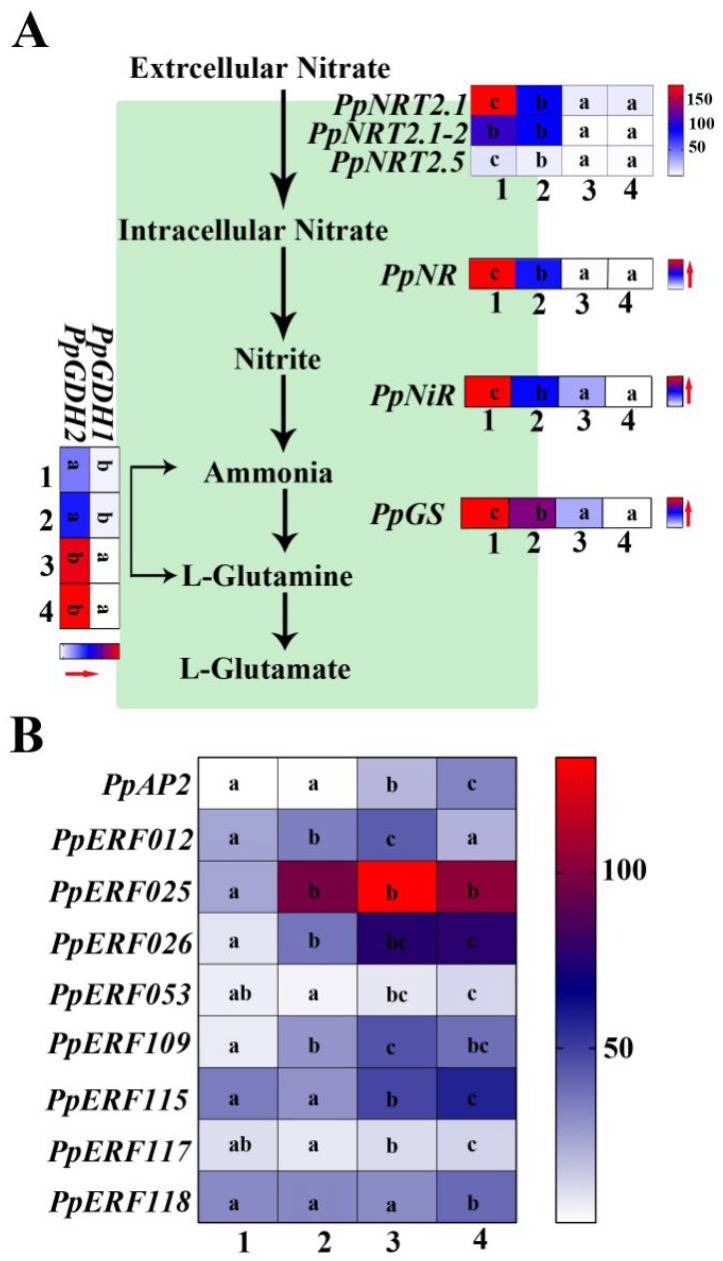 A
Extrcellular Nitrate
PpNRT2.1 c b a a
PpNRT2.1-2 b b a a
PpNRT2.5 c b a a
1 2 3 4
150
100
50
Intracellular Nitrate
PpNR c b a a
1 2 3 4
Nitrite
PpNiR c b a a
1 2 3 4
PpGDH2 PpGDH1
1 a b
2 a b
3 b a
4 b a
Ammonia
PpGS c b a a
1 2 3 4
L-Glutamine
L-Glutamate
B
PpAP2 a a b c
PpERF012 a b c a
PpERF025 a b b b
PpERF026 a b bc c
PpERF053 ab a bc c
PpERF109 a b c bc
PpERF115 a a b c
PpERF117 ab a b c
PpERF118 a a a b
1 2 3 4
100
50